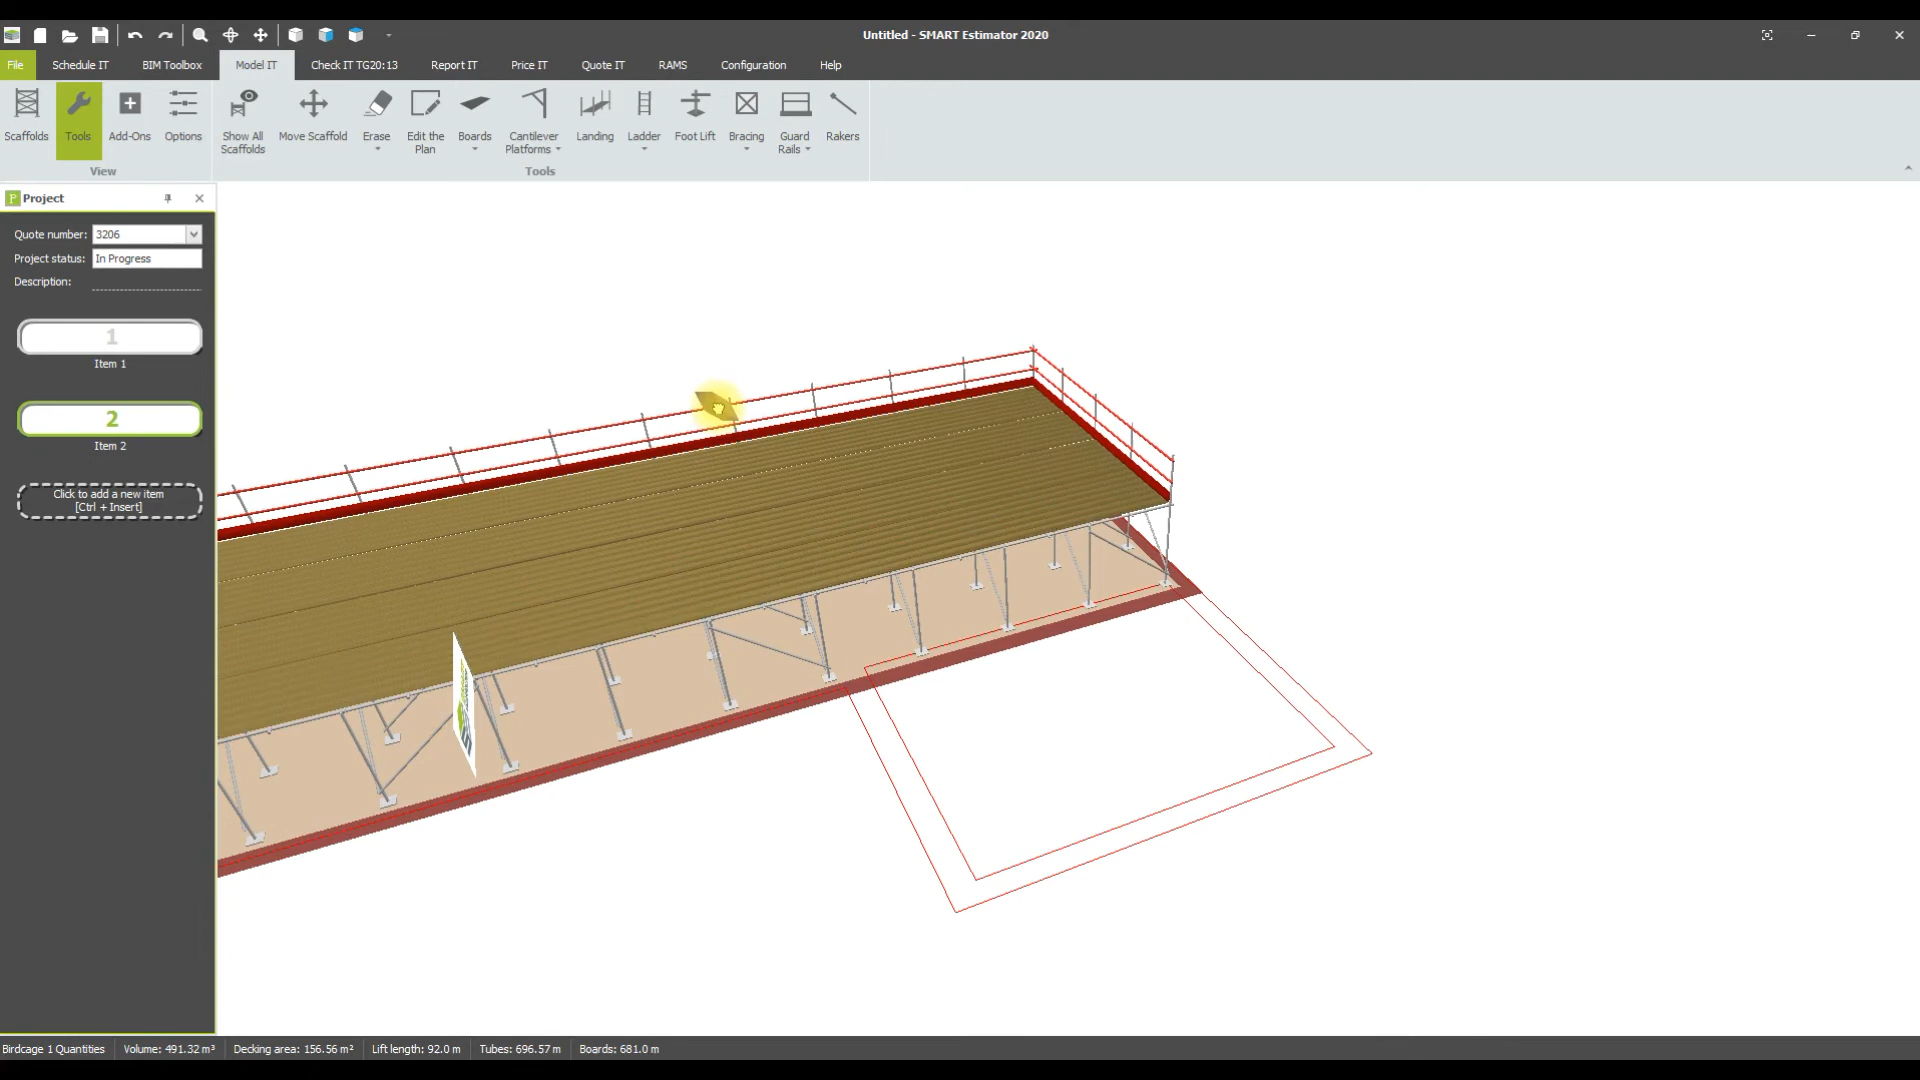 Untitled - SMART Estimator 2020
File Schedule IT BIM Toolbox Model IT Check IT TG20:13 Report IT Price IT Quote IT RAMS Configuration Help
Scaffolds Tools Add-Ons Options Show All Scaffolds Move Scaffold Erase Edit the Plan Boards Cantilever Platforms Landing Ladder Foot Lift Bracing Guard Rails Rakers
View Tools
Project
Quote number: 3206
Project status: In Progress
Description:
1
Item 1
2
Item 2
Click to add a new item
[Ctrl + Insert]
Birdcage 1 Quantities Volume: 491.32 m³ Decking area: 156.56 m² Lift length: 92.0 m Tubes: 696.57 m Boards: 681.0 m